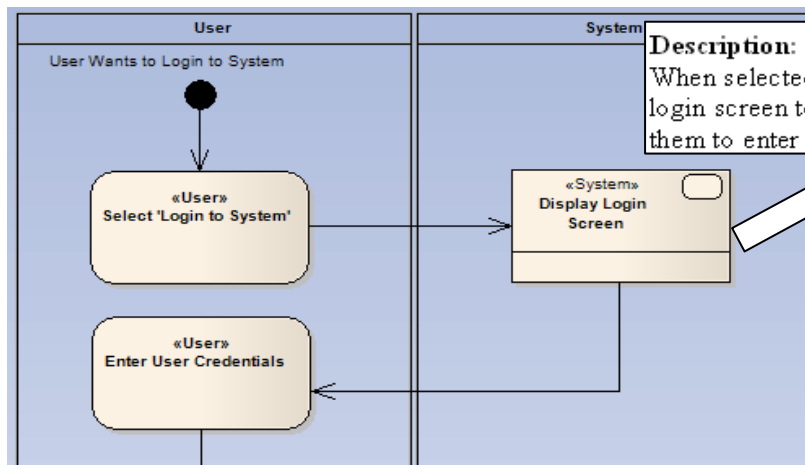 User
System
Description:
When selected
login screen t
them to enter
User Wants to Login to System
«User»
Select 'Login to System'
«System»
Display Login
Screen
«User»
Enter User Credentials